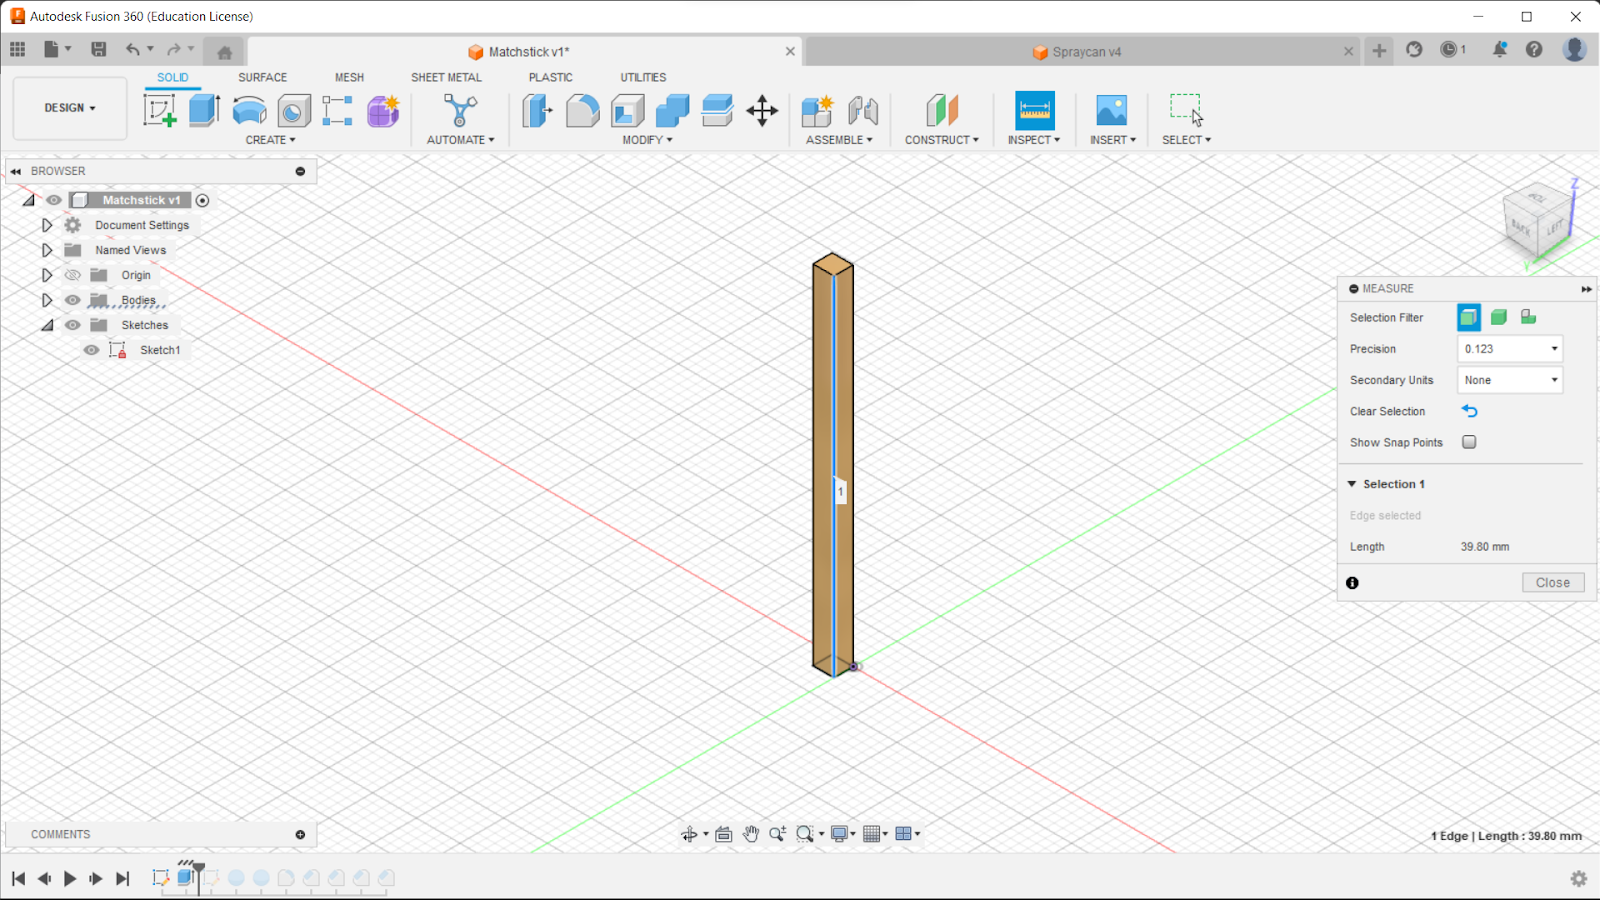 Autodesk Fusion 360 (Education License)
Matchstick v1*
Spraycan v4
1
SOLID
SURFACE
MESH
SHEET METAL
PLASTIC
UTILITIES
DESIGN
CREATE
AUTOMATE
MODIFY
ASSEMBLE
CONSTRUCT
INSPECT
INSERT
SELECT
BROWSER
Matchstick v1
Document Settings
Named Views
Origin
Bodies
Sketches
Sketch1
Z
TOP
BACK
LEFT
Y
MEASURE
Selection Filter
Precision 0.123
Secondary Units None
Clear Selection
Show Snap Points
Selection 1
Edge selected
Length 39.80 mm
Close
1
COMMENTS
1 Edge | Length : 39.80 mm